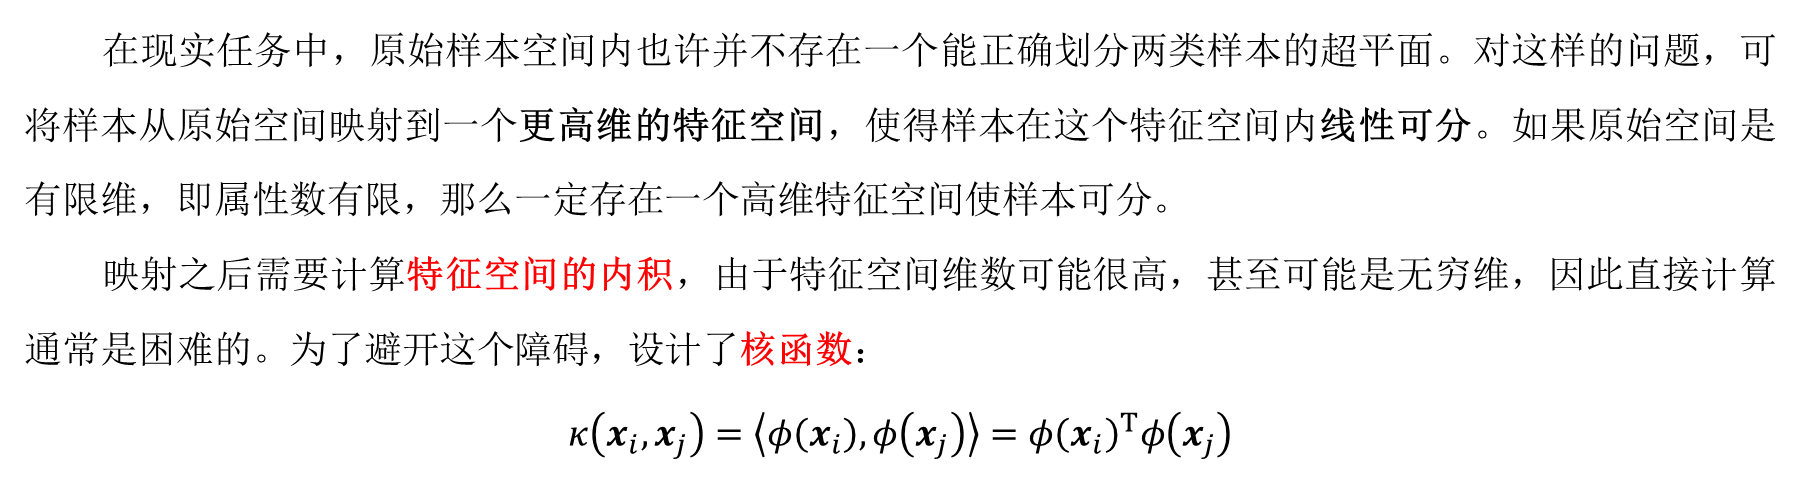 在现实任务中，原始样本空间内也许并不存在一个能正确划分两类样本的超平面。对这样的问题，可
将样本从原始空间映射到一个更高维的特征空间，使得样本在这个特征空间内线性可分。如果原始空间是
有限维，即属性数有限，那么一定存在一个高维特征空间使样本可分。
映射之后需要计算特征空间的内积，由于特征空间维数可能很高，甚至可能是无穷维，因此直接计算
通常是困难的。为了避开这个障碍，设计了核函数：
κ(𝒙ᵢ, 𝒙ⱼ) = ⟨ϕ(𝒙ᵢ), ϕ(𝒙ⱼ)⟩ = ϕ(𝒙ᵢ)ᵀϕ(𝒙ⱼ)